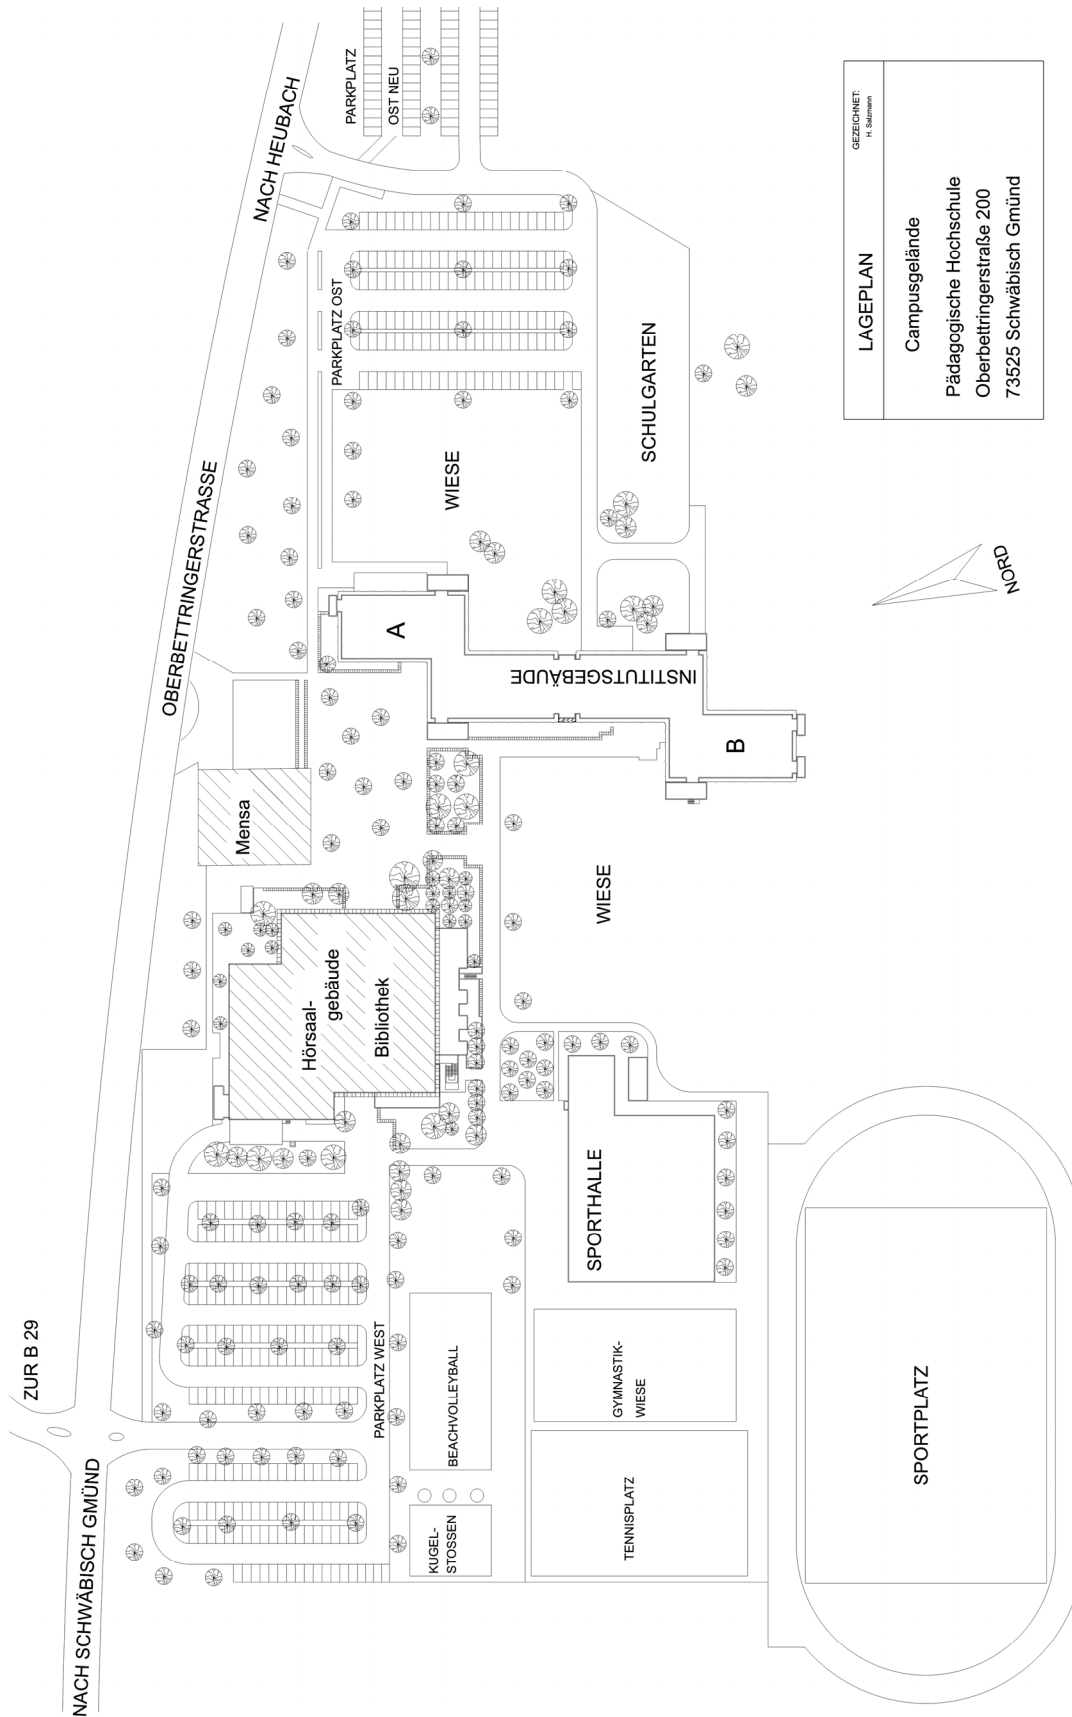 ZUR B 29
NACH SCHWÄBISCH GMÜND
OBERBETTRINGERSTRASSE
NACH HEUBACH
PARKPLATZ
OST NEU
PARKPLATZ OST
WIESE
SCHULGARTEN
A
INSTITUTSGEBÄUDE
B
Mensa
Hörsaal-
gebäude
Bibliothek
WIESE
PARKPLATZ WEST
BEACHVOLLEYBALL
KUGEL-
STOSSEN
SPORTHALLE
GYMNASTIK-
WIESE
TENNISPLATZ
SPORTPLATZ
NORD
LAGEPLAN
GEZEICHNET:
H. Salzmann
Campusgelände
Pädagogische Hochschule
Oberbettringerstraße 200
73525 Schwäbisch Gmünd